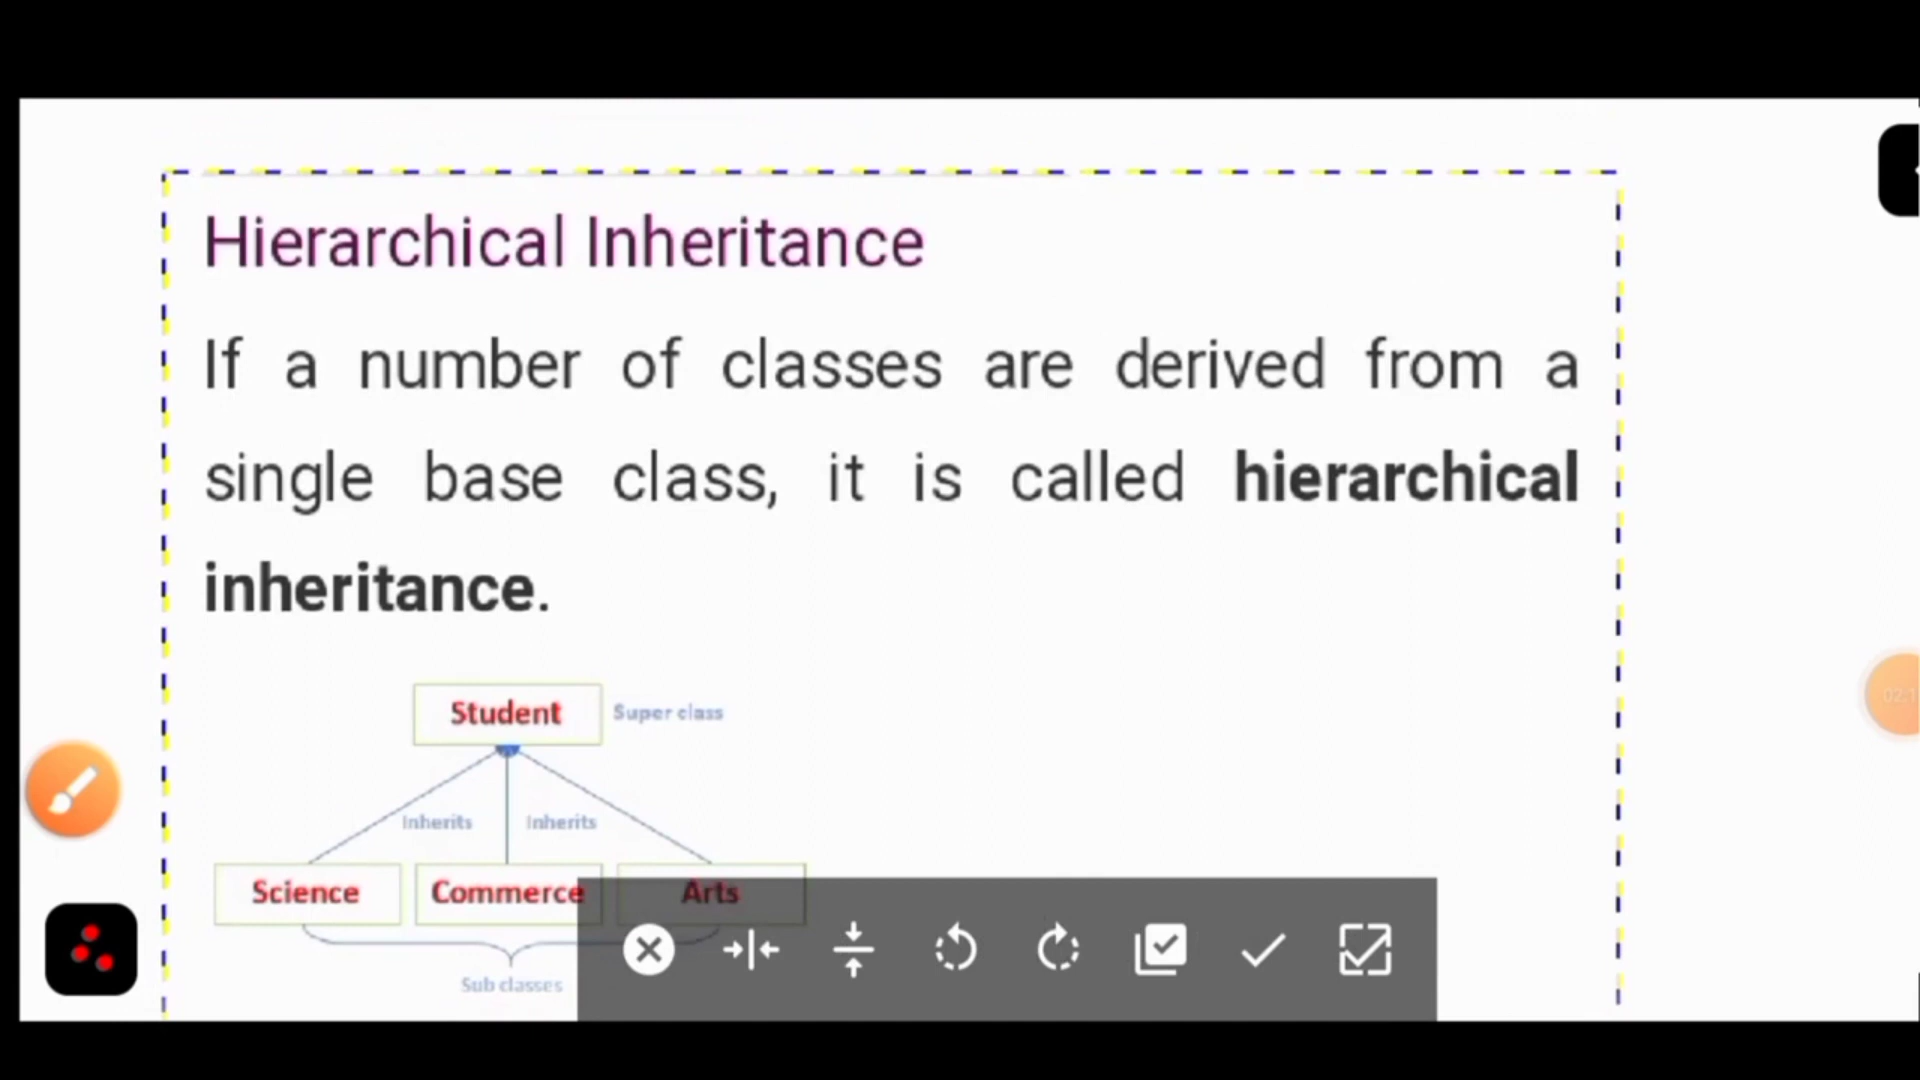 Hierarchical Inheritance
If a number of classes are derived from a
single base class, it is called hierarchical
inheritance.
Student Super class
Inherits Inherits
Science Commerce Arts
Sub classes